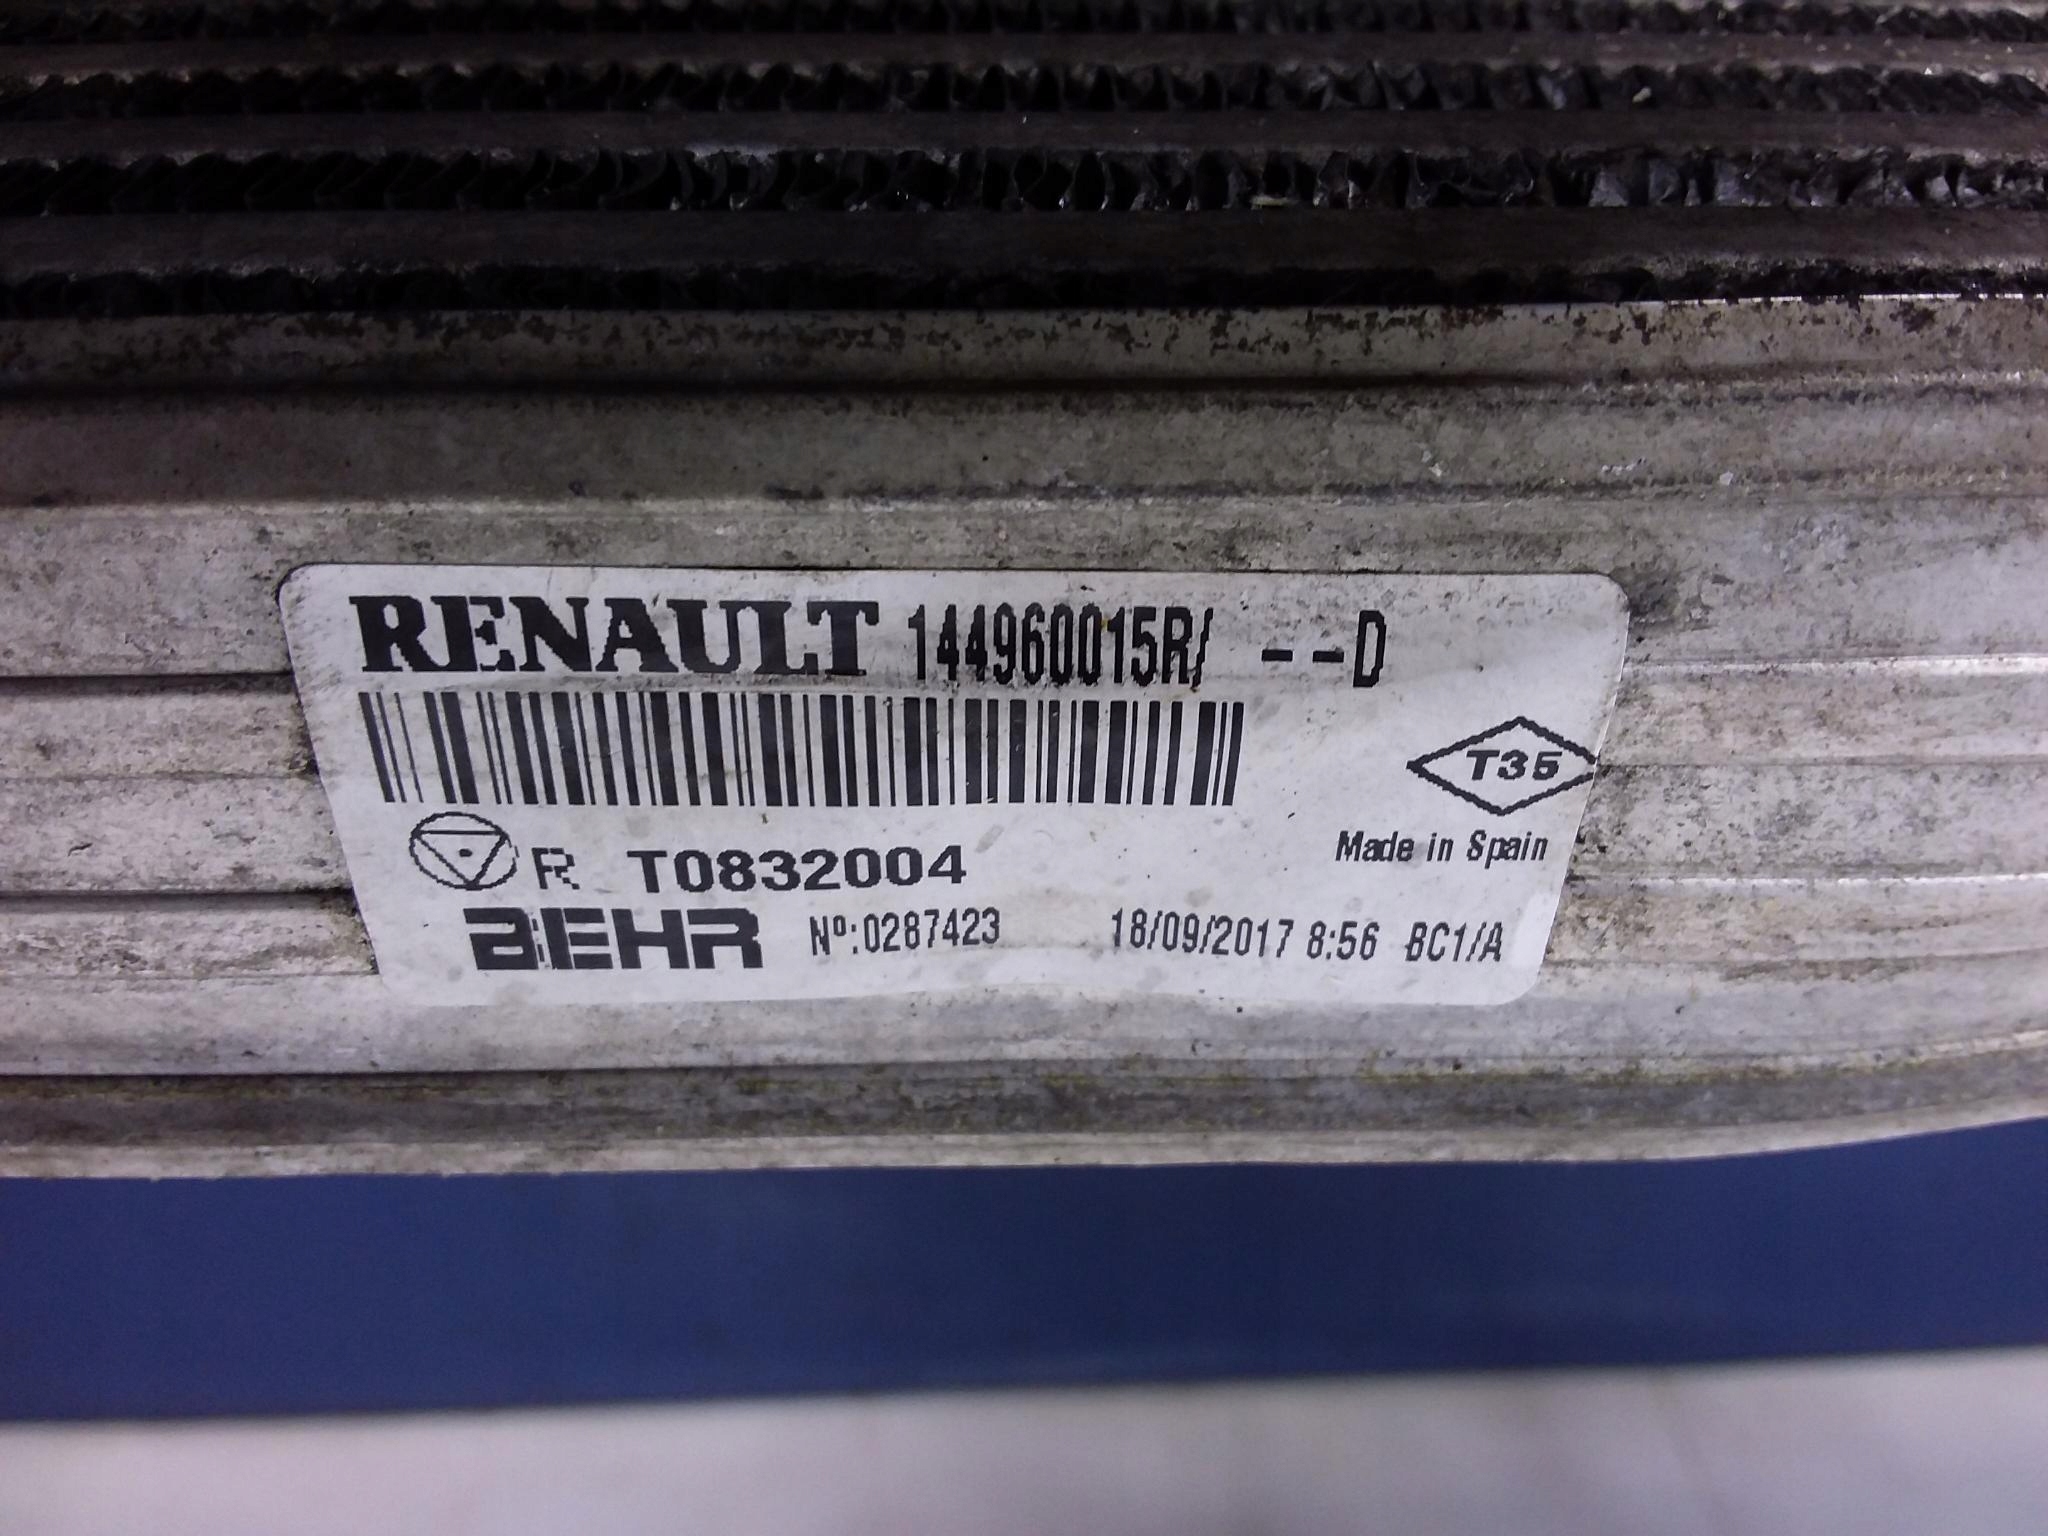 RENAULT 144960015R/ --D
T35
Made in Spain
R T0832004
BEHR Nº:0287423 18/09/2017 8:56 BC1/A